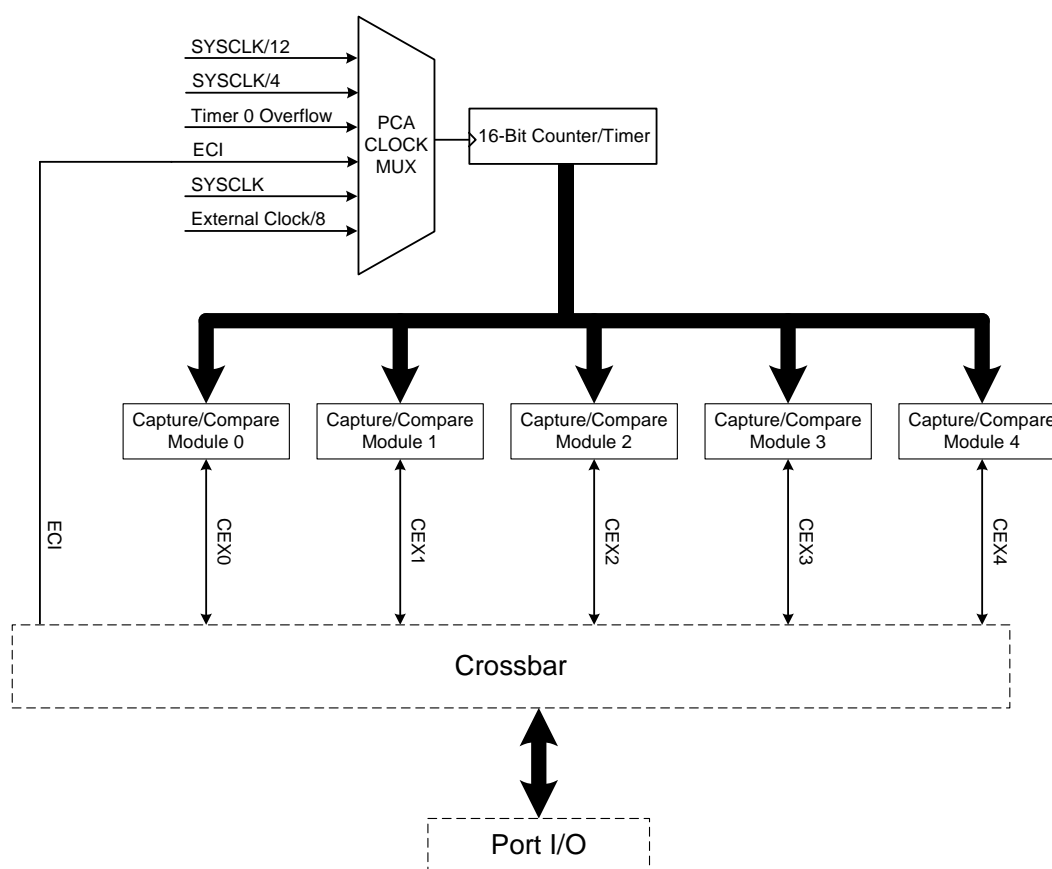 SYSCLK/12
SYSCLK/4
Timer 0 Overflow
ECI
SYSCLK
External Clock/8
PCA
CLOCK
MUX
16-Bit Counter/Timer
Capture/Compare
Module 0
Capture/Compare
Module 1
Capture/Compare
Module 2
Capture/Compare
Module 3
Capture/Compare
Module 4
ECI
CEX0
CEX1
CEX2
CEX3
CEX4
Crossbar
Port I/O